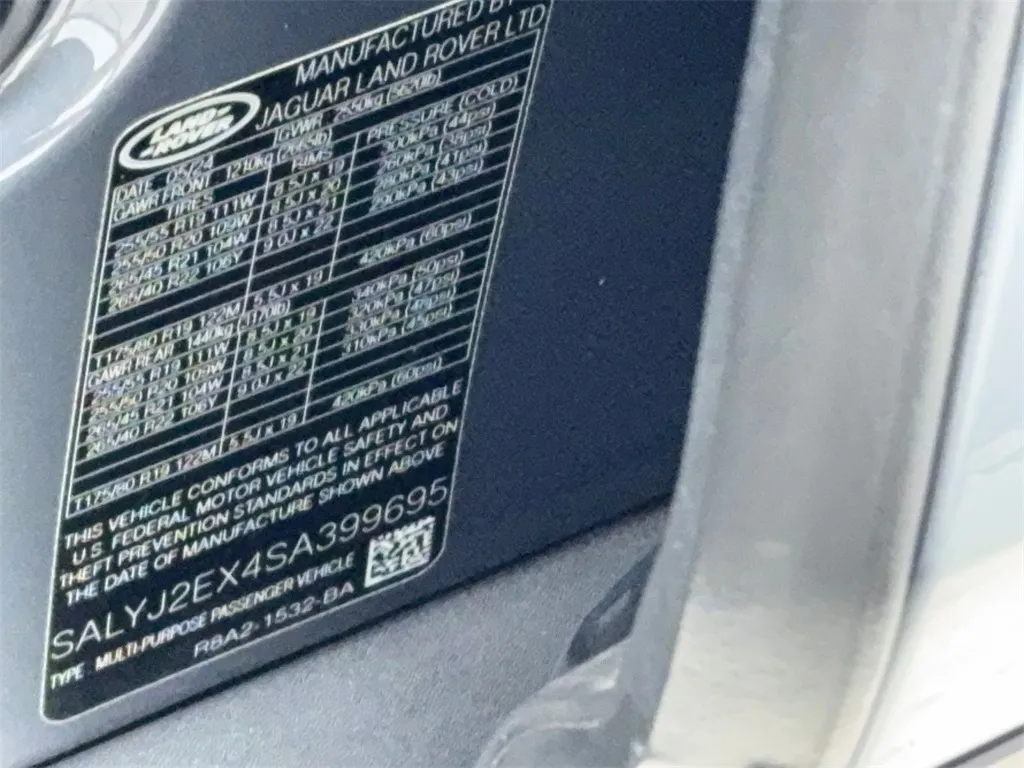 MANUFACTURED BY
JAGUAR LAND ROVER LTD
LAND-
-ROVER
DATE 05/24 GVWR 2550kg (5620lb)
GAWR FRONT 1210kg (2665lb)
TIRES RIMS PRESSURE (COLD)
255/55 R19 111W 8.5J x 19 300kPa (44psi)
255/50 R20 109W 8.5J x 20 260kPa (38psi)
265/45 R21 104W 8.5J x 21 280kPa (41psi)
265/40 R22 106Y 9.0J x 22 290kPa (43psi)
T175/80 R19 122M 5.5J x 19 420kPa (60psi)
GAWR REAR 1440kg (3170lb)
255/55 R19 111W 8.5J x 19 340kPa (50psi)
255/50 R20 109W 8.5J x 20 320kPa (47psi)
265/45 R21 104W 8.5J x 21 330kPa (48psi)
265/40 R22 106Y 9.0J x 22 310kPa (45psi)
T175/80 R19 122M 5.5J x 19 420kPa (60psi)
THIS VEHICLE CONFORMS TO ALL APPLICABLE
U.S. FEDERAL MOTOR VEHICLE SAFETY AND
THEFT PREVENTION STANDARDS IN EFFECT ON
THE DATE OF MANUFACTURE SHOWN ABOVE
SALYJ2EX4SA399695
TYPE : MULTI-PURPOSE PASSENGER VEHICLE
R8A2-1532-BA